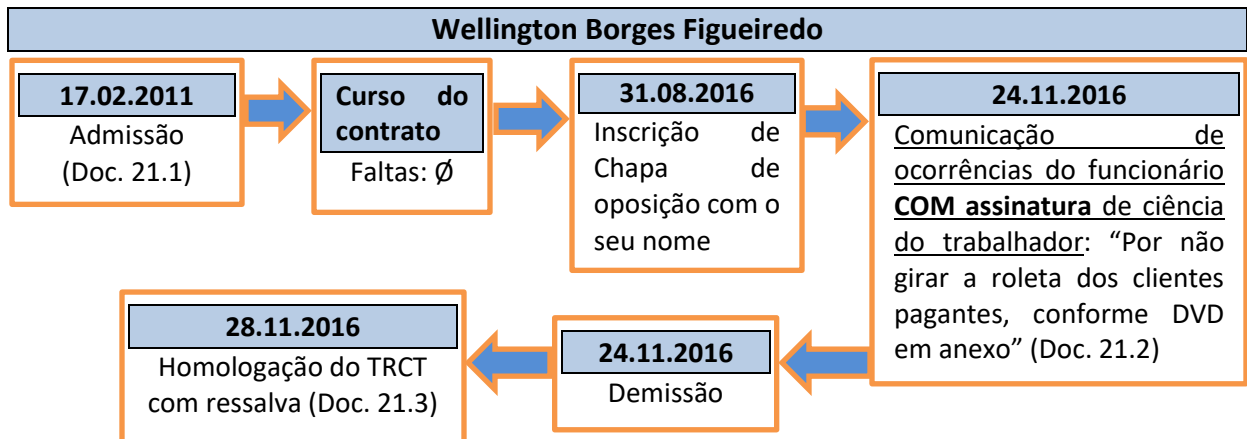 Wellington Borges Figueiredo
17.02.2011
Admissão
(Doc. 21.1)
Curso do
contrato
Faltas: Ø
31.08.2016
Inscrição de
Chapa de
oposição com o
seu nome
24.11.2016
Comunicação de
ocorrências do funcionário
COM assinatura de ciência
do trabalhador: “Por não
girar a roleta dos clientes
pagantes, conforme DVD
em anexo” (Doc. 21.2)
24.11.2016
Demissão
28.11.2016
Homologação do TRCT
com ressalva (Doc. 21.3)